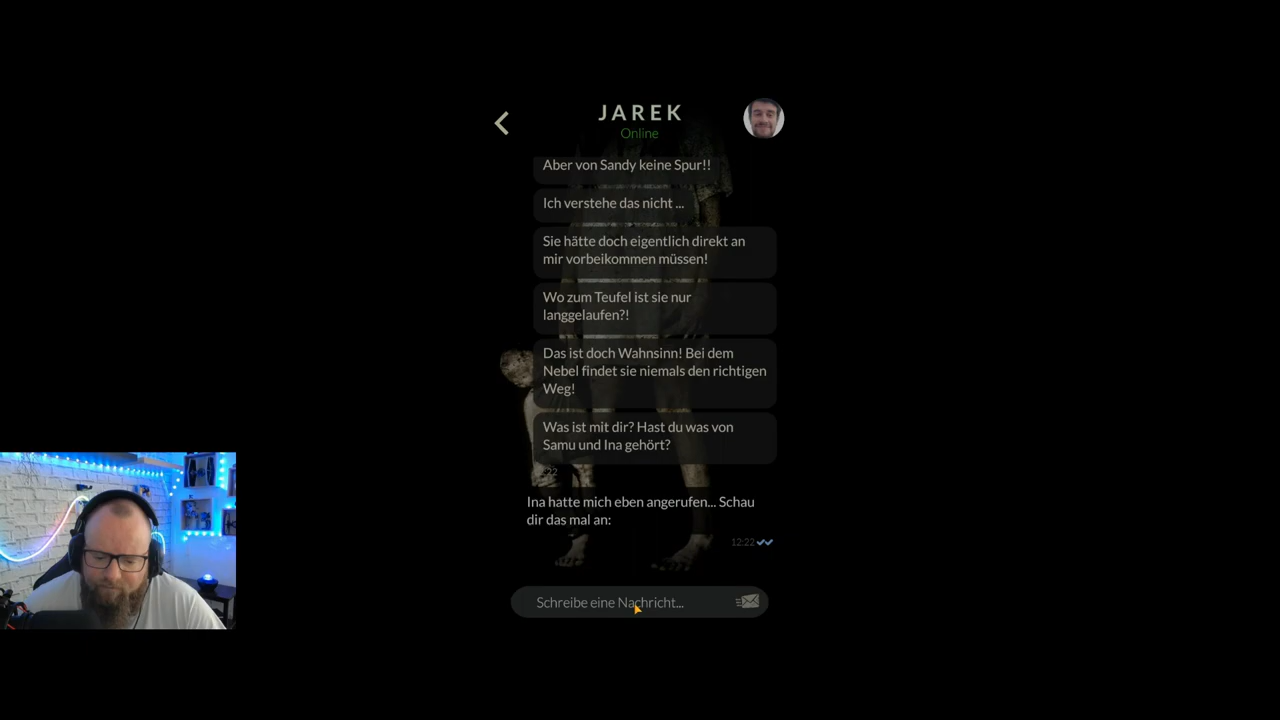 JAREK
Online
Aber von Sandy keine Spur!!
Ich verstehe das nicht ...
Sie hätte doch eigentlich direkt an
mir vorbeikommen müssen!
Wo zum Teufel ist sie nur
langgelaufen?!
Das ist doch Wahnsinn! Bei dem
Nebel findet sie niemals den richtigen
Weg!
Was ist mit dir? Hast du was von
Samu und Ina gehört?
Ina hatte mich eben angerufen... Schau
dir das mal an:
12:22
Schreibe eine Nachricht...